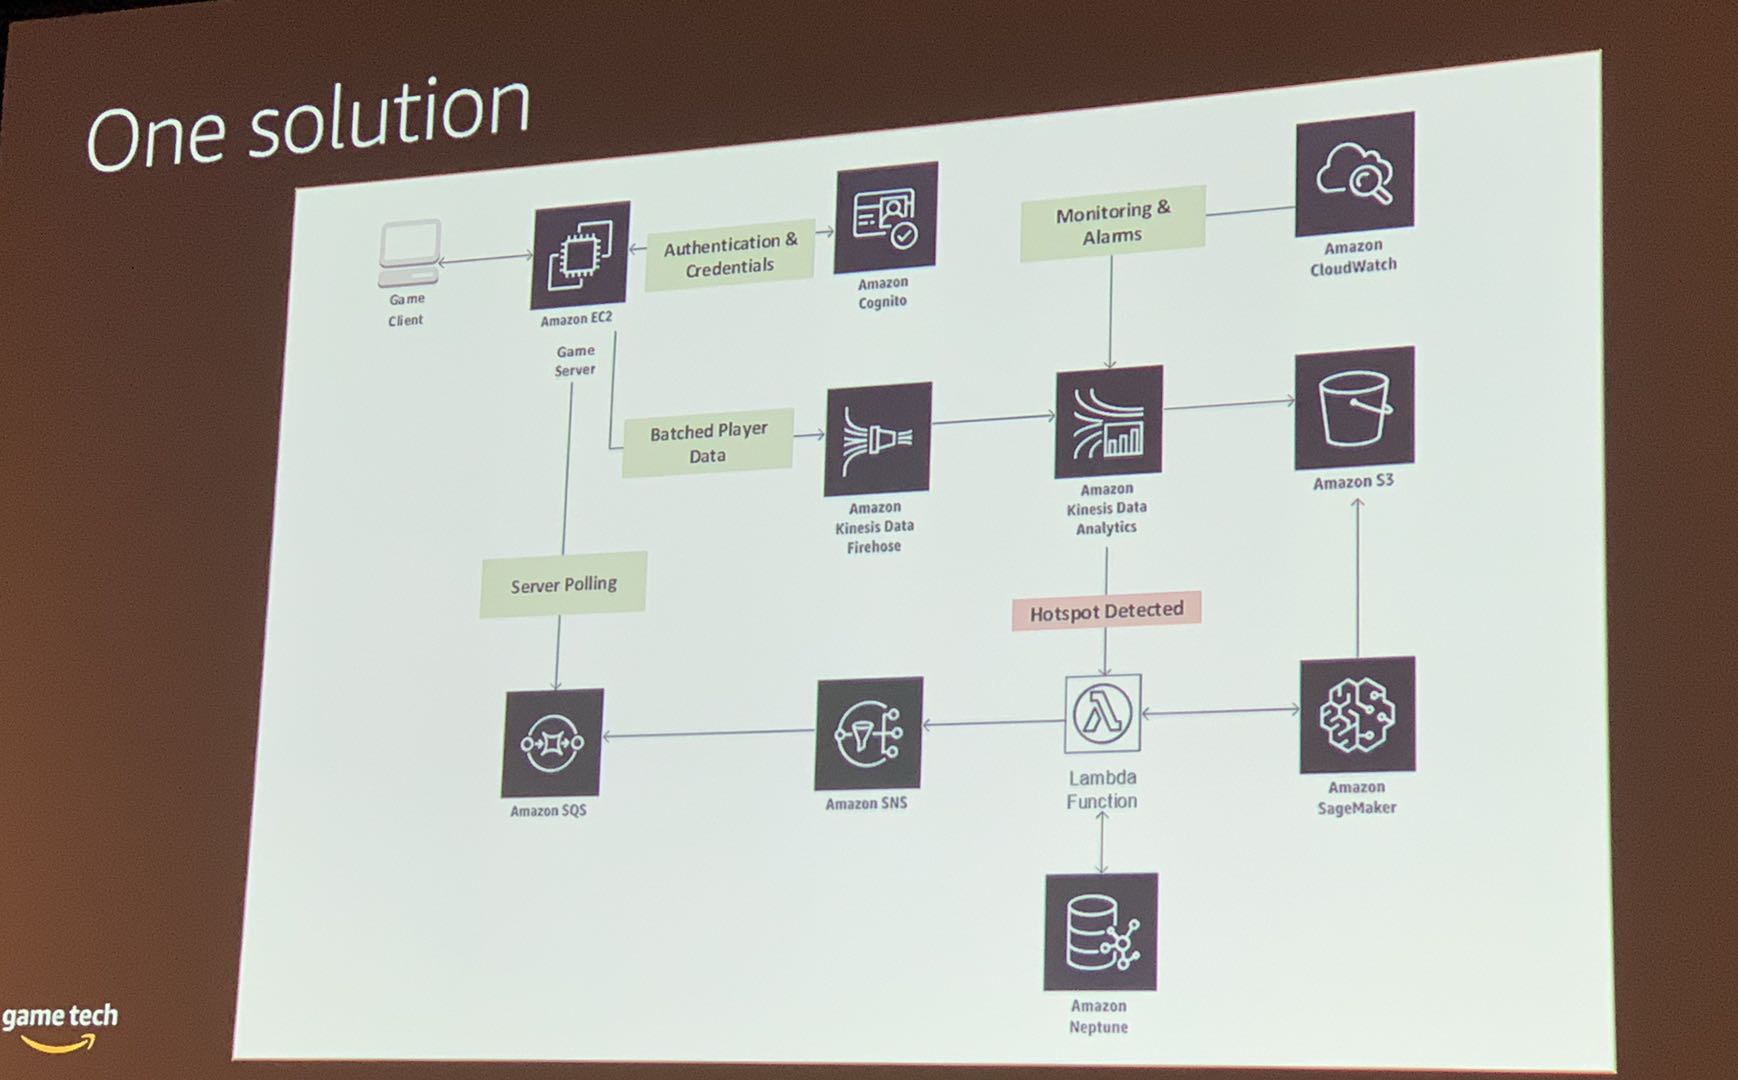 One solution
Game
Client
Amazon EC2
Game
Server
Authentication &
Credentials
Amazon
Cognito
Monitoring &
Alarms
Amazon
CloudWatch
Batched Player
Data
Amazon
Kinesis Data
Firehose
Amazon
Kinesis Data
Analytics
Amazon S3
Server Polling
Hotspot Detected
Amazon SQS
Amazon SNS
Lambda
Function
Amazon
SageMaker
Amazon
Neptune
game tech